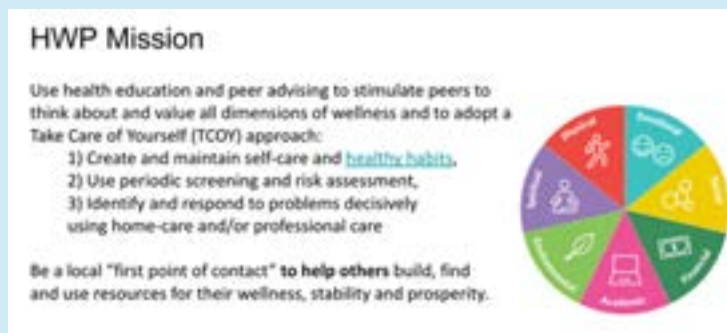 HWP Mission
Use health education and peer advising to stimulate peers to
think about and value all dimensions of wellness and to adopt a
Take Care of Yourself (TCOY) approach:
1) Create and maintain self-care and healthy habits,
2) Use periodic screening and risk assessment,
3) Identify and respond to problems decisively
using home-care and/or professional care
Be a local "first point of contact" to help others build, find
and use resources for their wellness, stability and prosperity.
Physical
Emotional
Spiritual
Financial
Environmental
Academic